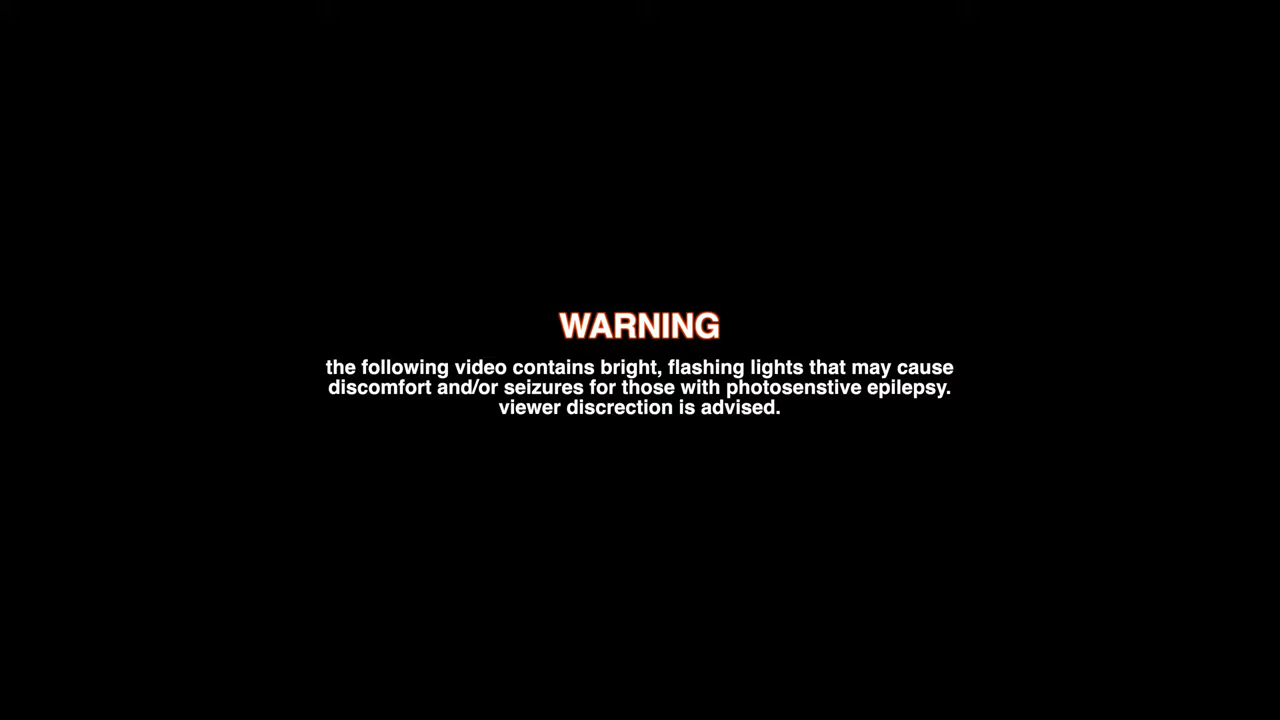 WARNING
the following video contains bright, flashing lights that may cause
discomfort and/or seizures for those with photosenstive epilepsy.
viewer discrection is advised.